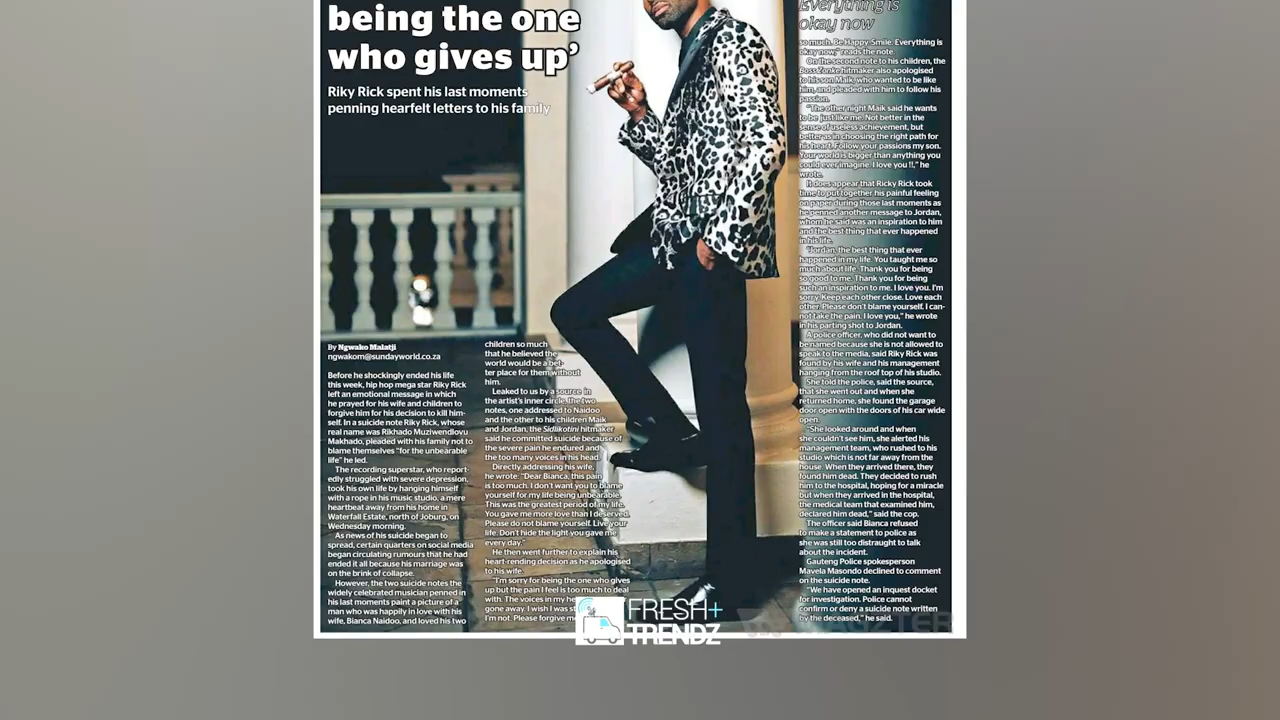 being the one
who gives up’
Riky Rick spent his last moments
penning hearfelt letters to his family
By Ngwako Malatji
ngwakom@sundayworld.co.za
Before he shockingly ended his life
this week, hip hop mega star Riky Rick
left an emotional message in which
he prayed for his wife and children to
forgive him for his decision to kill him-
self. In a suicide note Riky Rick, whose
real name was Rikhado Muziwendlovu
Makhado, pleaded with his family not to
blame themselves “for the unbearable
life” he led.
The recording superstar, who report-
edly struggled with severe depression,
took his own life by hanging himself
with a rope in his music studio, a mere
heartbeat away from his home in
Waterfall Estate, north of Joburg, on
Wednesday morning.
As news of his suicide began to
spread, certain quarters on social media
began circulating rumours that he had
ended it all because his marriage was
on the brink of collapse.
However, the two suicide notes the
widely celebrated musician penned in
his last moments paint a picture of a
man who was happily in love with his
wife, Bianca Naidoo, and loved his two
children so much
that he believed the
world would be a bet-
ter place for them without
him.
Leaked to us by a source in
the artist’s inner circle, the two
notes, one addressed to Naidoo
and the other to his children Maik
and Jordan, the Sidlukotini hitmaker
said he committed suicide because of
the severe pain he endured and
the too many voices in his head.
Directly addressing his wife,
he wrote: “Dear Bianca, this pain
is too much. I don’t want you to blame
yourself for my life being unbearable.
This was the greatest period of my life.
You gave me more love than I deserved.
Please do not blame yourself. Live your
life. Don’t hide the light you gave me
every day.”
He then went further to explain his
heart-rending decision as he apologised
to his wife.
“I’m sorry for being the one who gives
up but the pain I feel is too much to deal
with. The voices in my he
gone away. I wish I was st
I’m not. Please forgive m
Everything is
okay now
so much. Be Happy. Smile. Everything is
okay now,” reads the note.
On the second note to his children, the
Boss Zonke hitmaker also apologised
to his son Maik, who wanted to be like
him, and pleaded with him to follow his
passion.
“The other night Maik said he wants
to be just like me. Not better in the
sense of useless achievement, but
better as in choosing the right path for
his heart. Follow your passions my son.
Your world is bigger than anything you
could ever imagine. I love you !!,” he
wrote.
It does appear that Ricky Rick took
time to put together his painful feeling
on paper during those last moments as
he penned another message to Jordan,
whom he said was an inspiration to him
and the best thing that ever happened
in his life.
“Jordan, the best thing that ever
happened in my life. You taught me so
much about life. Thank you for being
so good to me. Thank you for being
such an inspiration to me. I love you. I’m
sorry. Keep each other close. Love each
other. Please don’t blame yourself. I can-
not take the pain. I love you,” he wrote
in his parting shot to Jordan.
A police officer, who did not want to
be named because she is not allowed to
speak to the media, said Riky Rick was
found by his wife and his management
hanging from the roof top of his studio.
She told the police, said the source,
that she went out and when she
returned home, she found the garage
door open with the doors of his car wide
open.
“She looked around and when
she couldn’t see him, she alerted his
management team, who rushed to his
studio which is not far away from the
house. When they arrived there, they
found him dead. They decided to rush
him to the hospital, hoping for a miracle
but when they arrived in the hospital,
the medical team that examined him,
declared him dead,” said the cop.
The officer said Bianca refused
to make a statement to police as
she was still too distraught to talk
about the incident.
Gauteng Police spokesperson
Mavela Masondo declined to comment
on the suicide note.
“We have opened an inquest docket
for investigation. Police cannot
confirm or deny a suicide note written
by the deceased,” he said.
FRESH+
TRENDZ